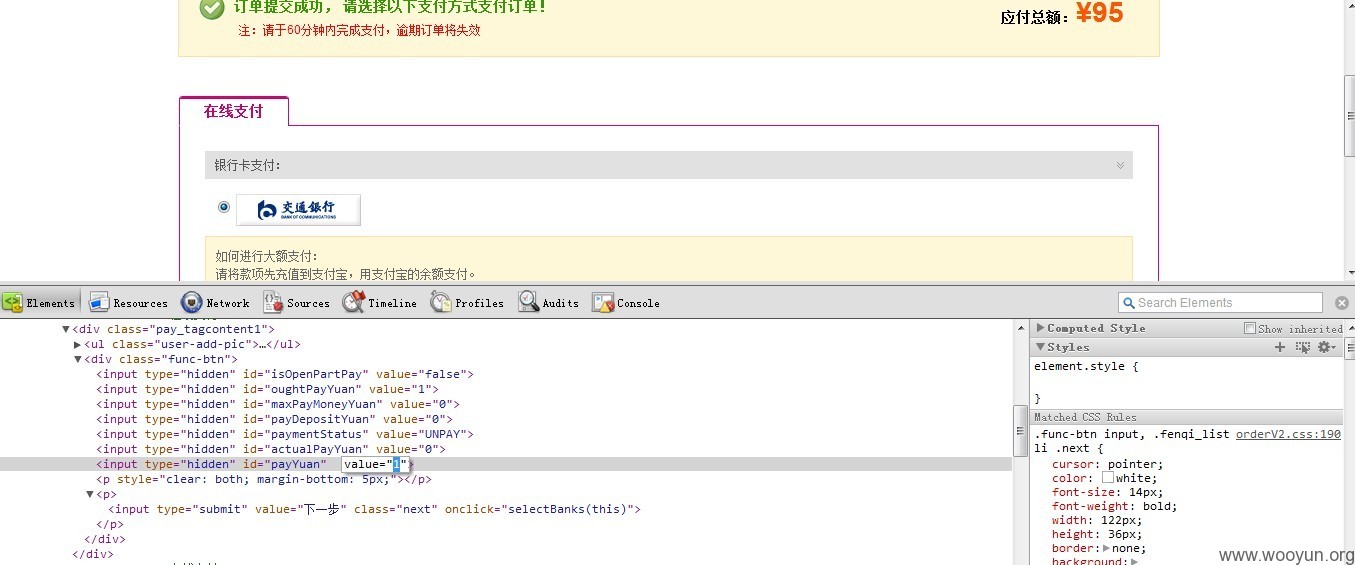 订单提交成功，请选择以下支付方式支付订单！
应付总额：¥95
注：请于60分钟内完成支付，逾期订单将失效
在线支付
银行卡支付：
交通銀行
BANK OF COMMUNICATIONS
如何进行大额支付：
请将款项先充值到支付宝，用支付宝的余额支付。
Elements Resources Network Sources Timeline Profiles Audits Console Search Elements
<div class="pay_tagcontent1">
<ul class="user-add-pic">…</ul>
<div class="func-btn">
<input type="hidden" id="isOpenPartPay" value="false">
<input type="hidden" id="oughtPayYuan" value="1">
<input type="hidden" id="maxPayMoneyYuan" value="0">
<input type="hidden" id="payDepositYuan" value="0">
<input type="hidden" id="paymentStatus" value="UNPAY">
<input type="hidden" id="actualPayYuan" value="0">
<input type="hidden" id="payYuan" value="1">
<p style="clear: both; margin-bottom: 5px;"></p>
<p>
<input type="submit" value="下一步" class="next" onclick="selectBanks(this)">
</p>
</div>
</div>
Computed Style Show inherited
Styles
element.style {
}
Matched CSS Rules
.func-btn input, .fenqi_list orderV2.css:190
li .next {
cursor: pointer;
color: white;
font-size: 14px;
font-weight: bold;
width: 122px;
height: 36px;
border: none;
background:
www.wooyun.org